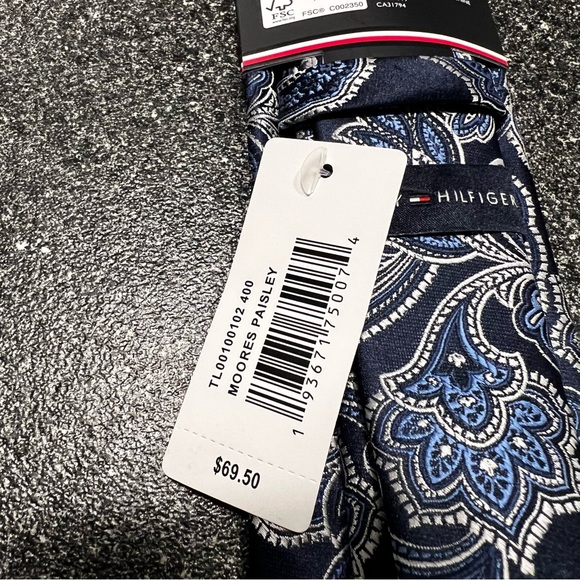 FSC
FSC® C002350
CA31794
HILFIGER
TL00100102 400
MOORES PAISLEY
1 93671 75007 4
$69.50